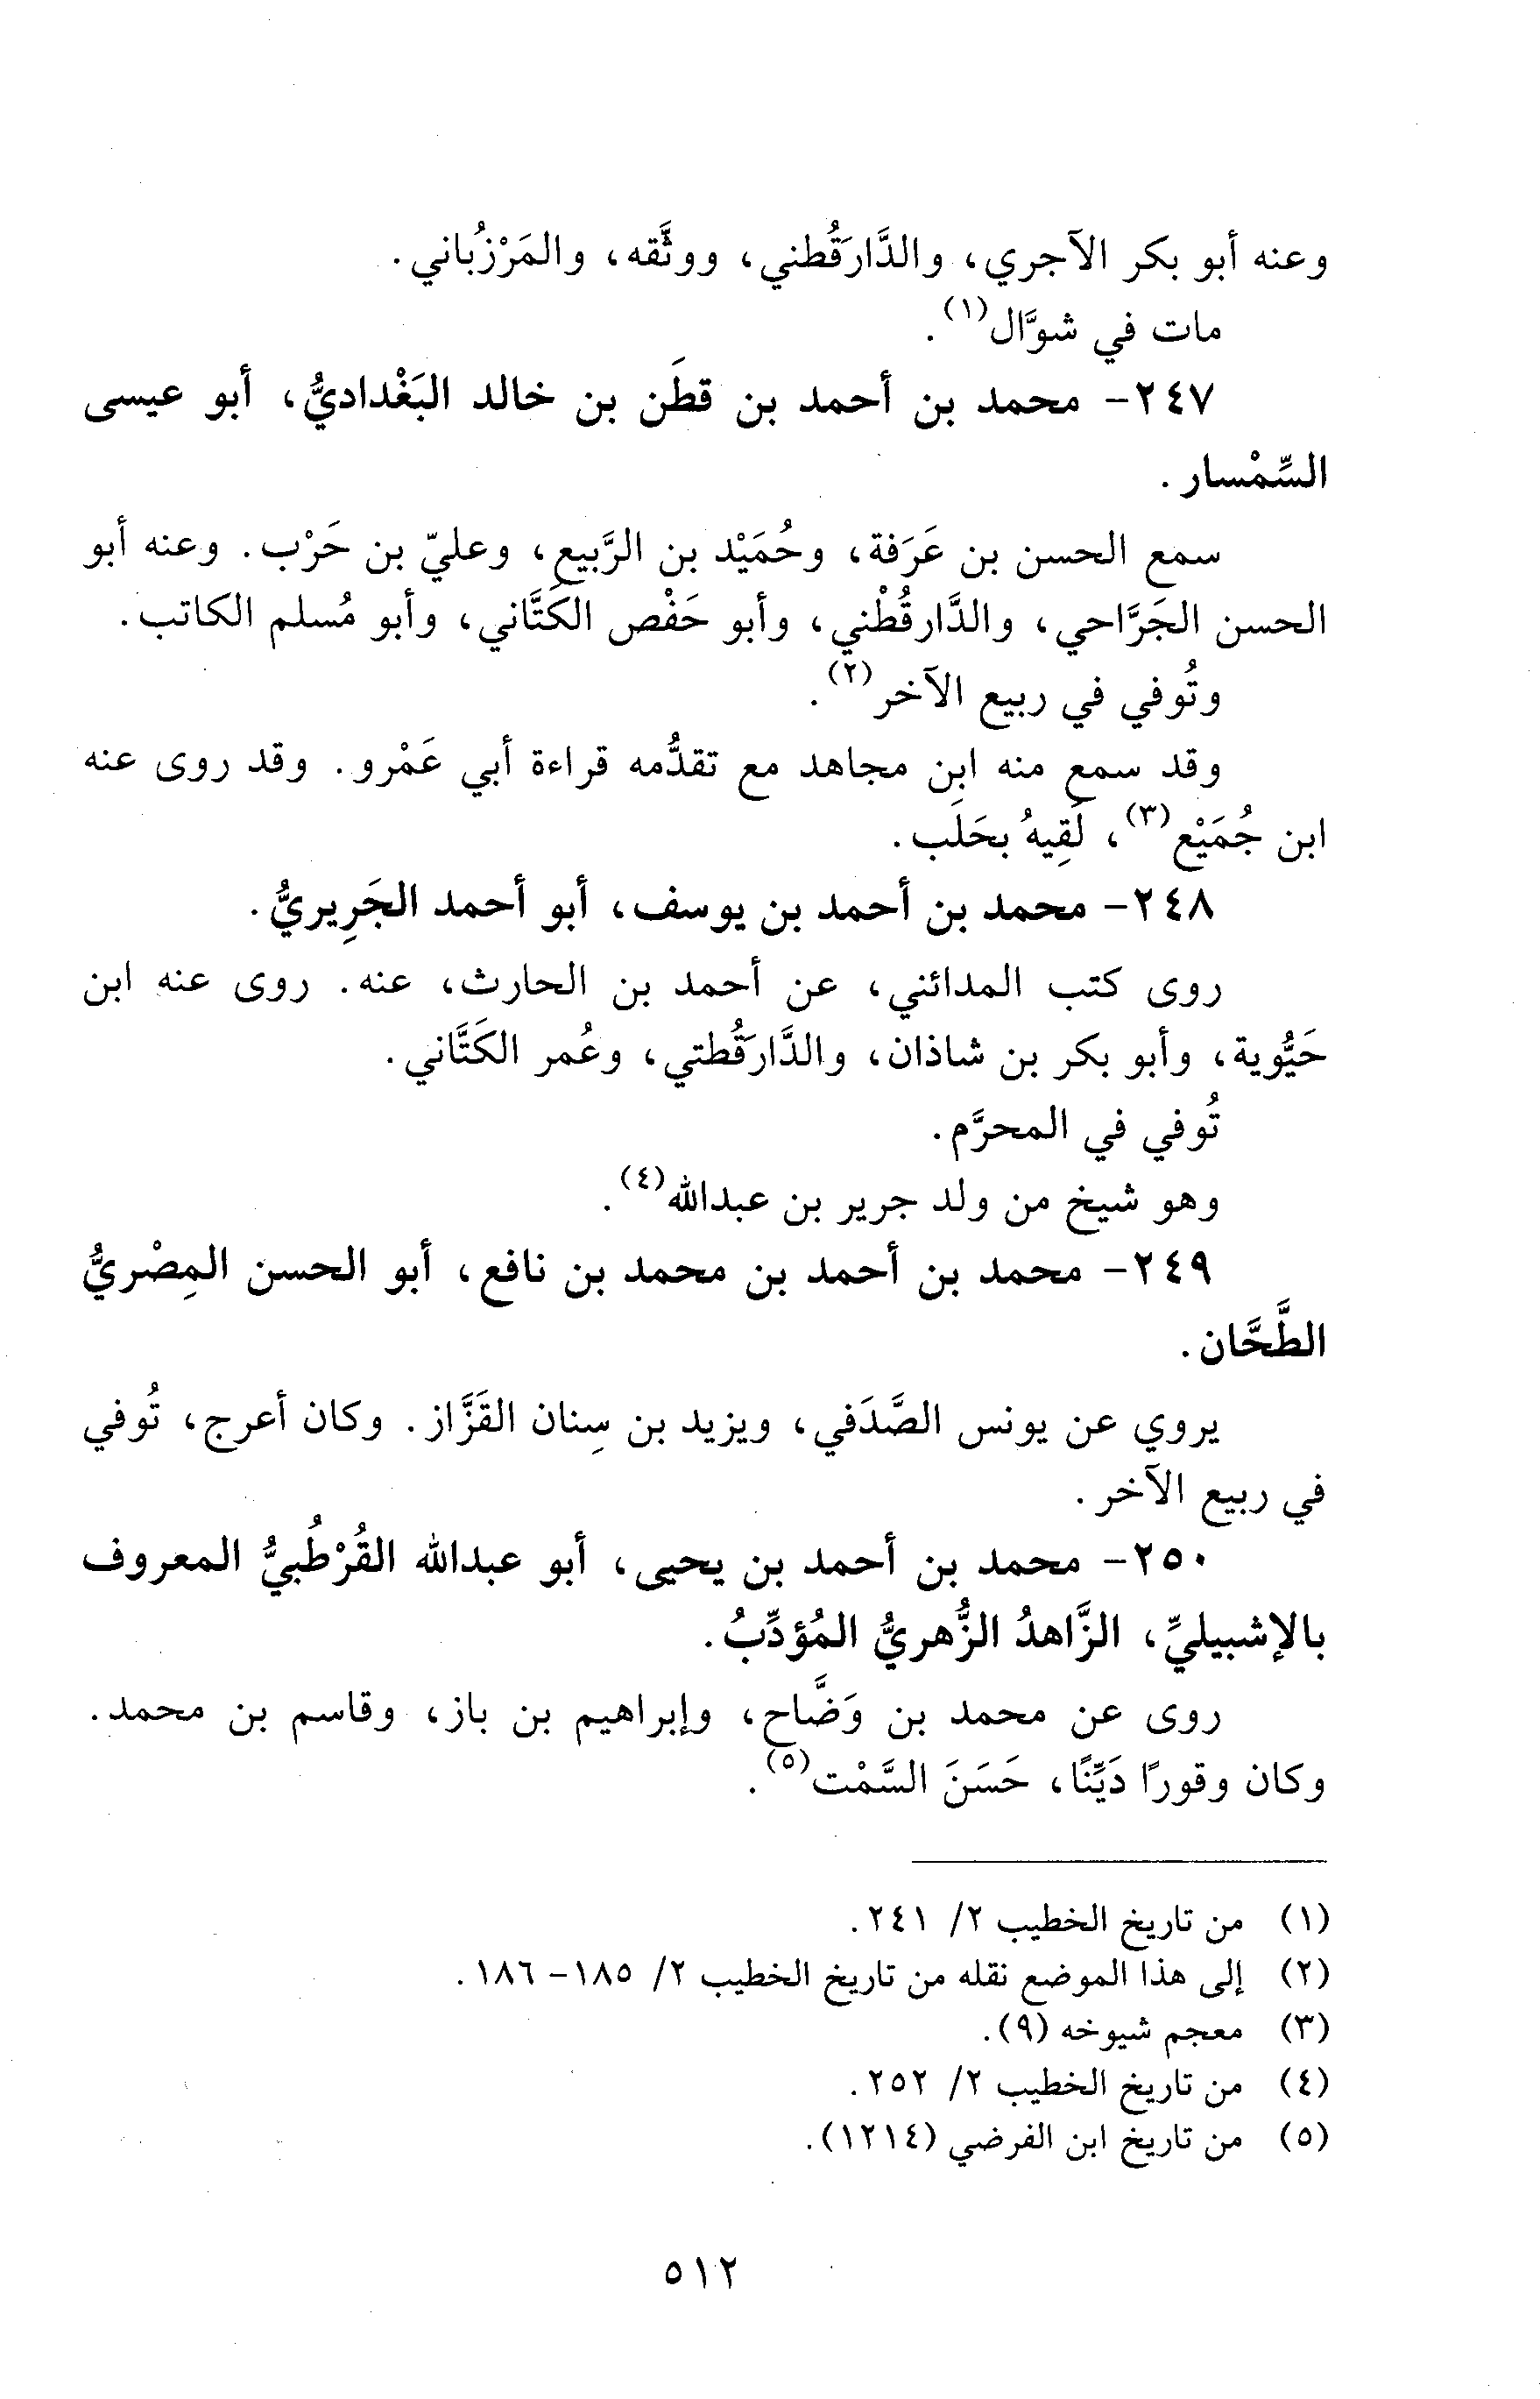 وعنه أبو بكر الآجري، والدَّارَقُطني، ووثَّقه، والمَرْزُباني.
مات في شوَّال(١).
٢٤٧- محمد بن أحمد بن قطَن بن خالد البَغْداديُّ، أبو عيسى
السِّمْسار.
سمع الحسن بن عَرَفة، وحُمَيْد بن الرَّبيع، وعليّ بن حَرْب. وعنه أبو
الحسن الجَرَّاحي، والدَّارقُطْني، وأبو حَفْص الكَتَّاني، وأبو مُسلم الكاتب.
وتُوفي في ربيع الآخر(٢).
وقد سمع منه ابن مجاهد مع تقدُّمه قراءة أبي عَمْرو. وقد روى عنه
ابن جُمَيْع(٣)، لَقِيهُ بحَلَب.
٢٤٨- محمد بن أحمد بن يوسف، أبو أحمد الجَرِيريُّ.
روى كتب المدائني، عن أحمد بن الحارث، عنه. روى عنه ابن
حَيُّوية، وأبو بكر بن شاذان، والدَّارَقُطتي، وعُمر الكَتَّاني.
تُوفي في المحرَّم.
وهو شيخ من ولد جرير بن عبدالله(٤).
٢٤٩- محمد بن أحمد بن محمد بن نافع، أبو الحسن المِصْريُّ
الطَّحَّان.
يروي عن يونس الصَّدَفي، ويزيد بن سِنان القَزَّاز. وكان أعرج، تُوفي
في ربيع الآخر.
٢٥٠- محمد بن أحمد بن يحيى، أبو عبدالله القُرْطُبيُّ المعروف
بالإشبيليِّ، الزَّاهدُ الزُّهريُّ المُؤدِّبُ.
روى عن محمد بن وَضَّاح، وإبراهيم بن باز، وقاسم بن محمد.
وكان وقورًا دَيِّنًا، حَسَنَ السَّمْت(٥).
(١) من تاريخ الخطيب ٢/ ٢٤١.
(٢) إلى هذا الموضع نقله من تاريخ الخطيب ٢/ ١٨٥- ١٨٦.
(٣) معجم شيوخه (٩).
(٤) من تاريخ الخطيب ٢/ ٢٥٢.
(٥) من تاريخ ابن الفرضي (١٢١٤).
٥١٢